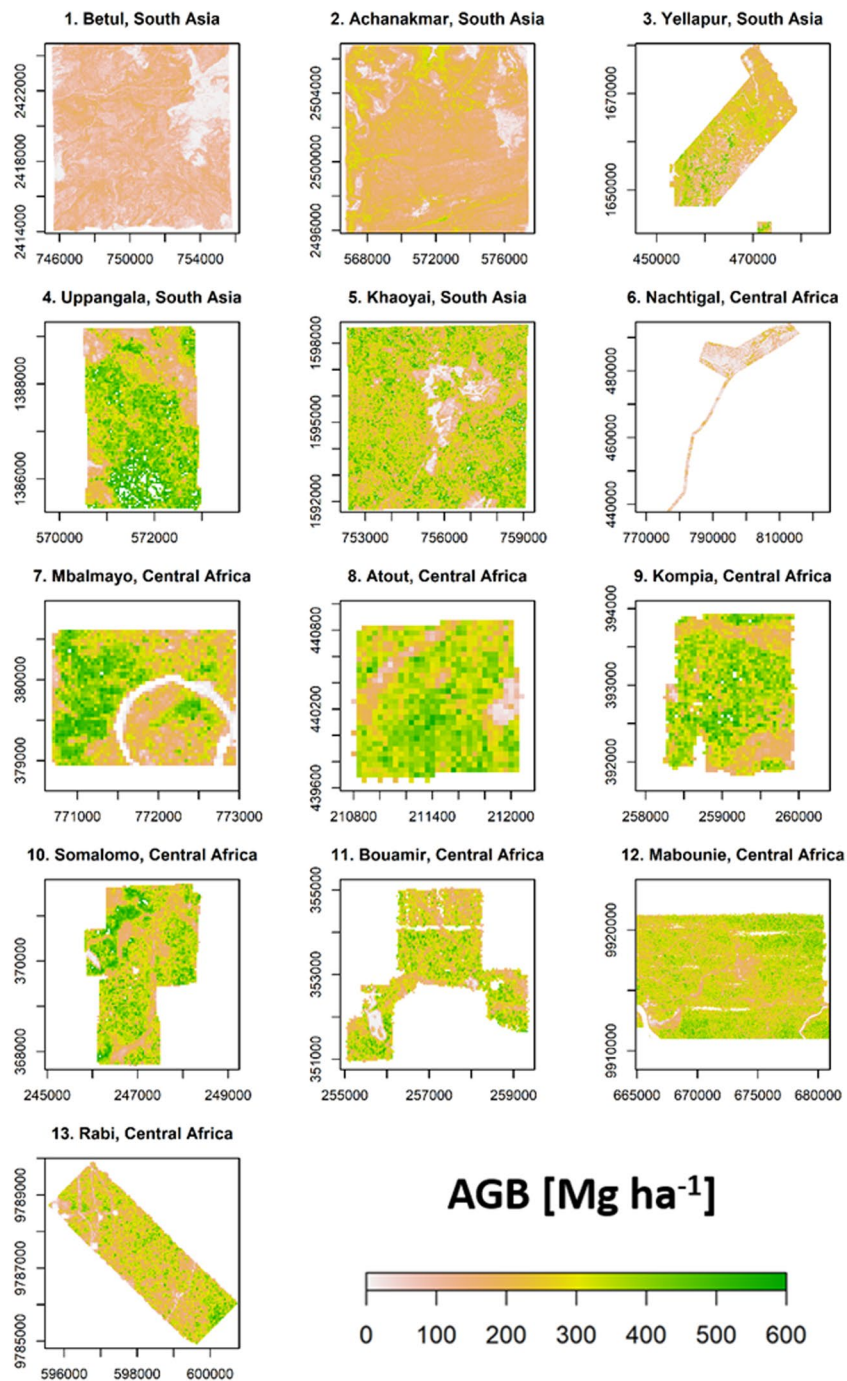 1. Betul, South Asia
2. Achanakmar, South Asia
3. Yellapur, South Asia
2414000 2418000 2422000
746000 750000 754000
2496000 2500000 2504000
568000 572000 576000
1650000 1670000
450000 470000
4. Uppangala, South Asia
5. Khaoyai, South Asia
6. Nachtigal, Central Africa
1386000 1388000
570000 572000
1592000 1595000 1598000
753000 756000 759000
440000 460000 480000
770000 790000 810000
7. Mbalmayo, Central Africa
8. Atout, Central Africa
9. Kompia, Central Africa
379000 380000
771000 772000 773000
439600 440200 440800
210800 211400 212000
392000 393000 394000
258000 259000 260000
10. Somalomo, Central Africa
11. Bouamir, Central Africa
12. Mabounie, Central Africa
368000 370000
245000 247000 249000
351000 353000 355000
255000 257000 259000
9910000 9920000
665000 670000 675000 680000
13. Rabi, Central Africa
9785000 9787000 9789000
596000 598000 600000
AGB [Mg ha⁻¹]
0 100 200 300 400 500 600